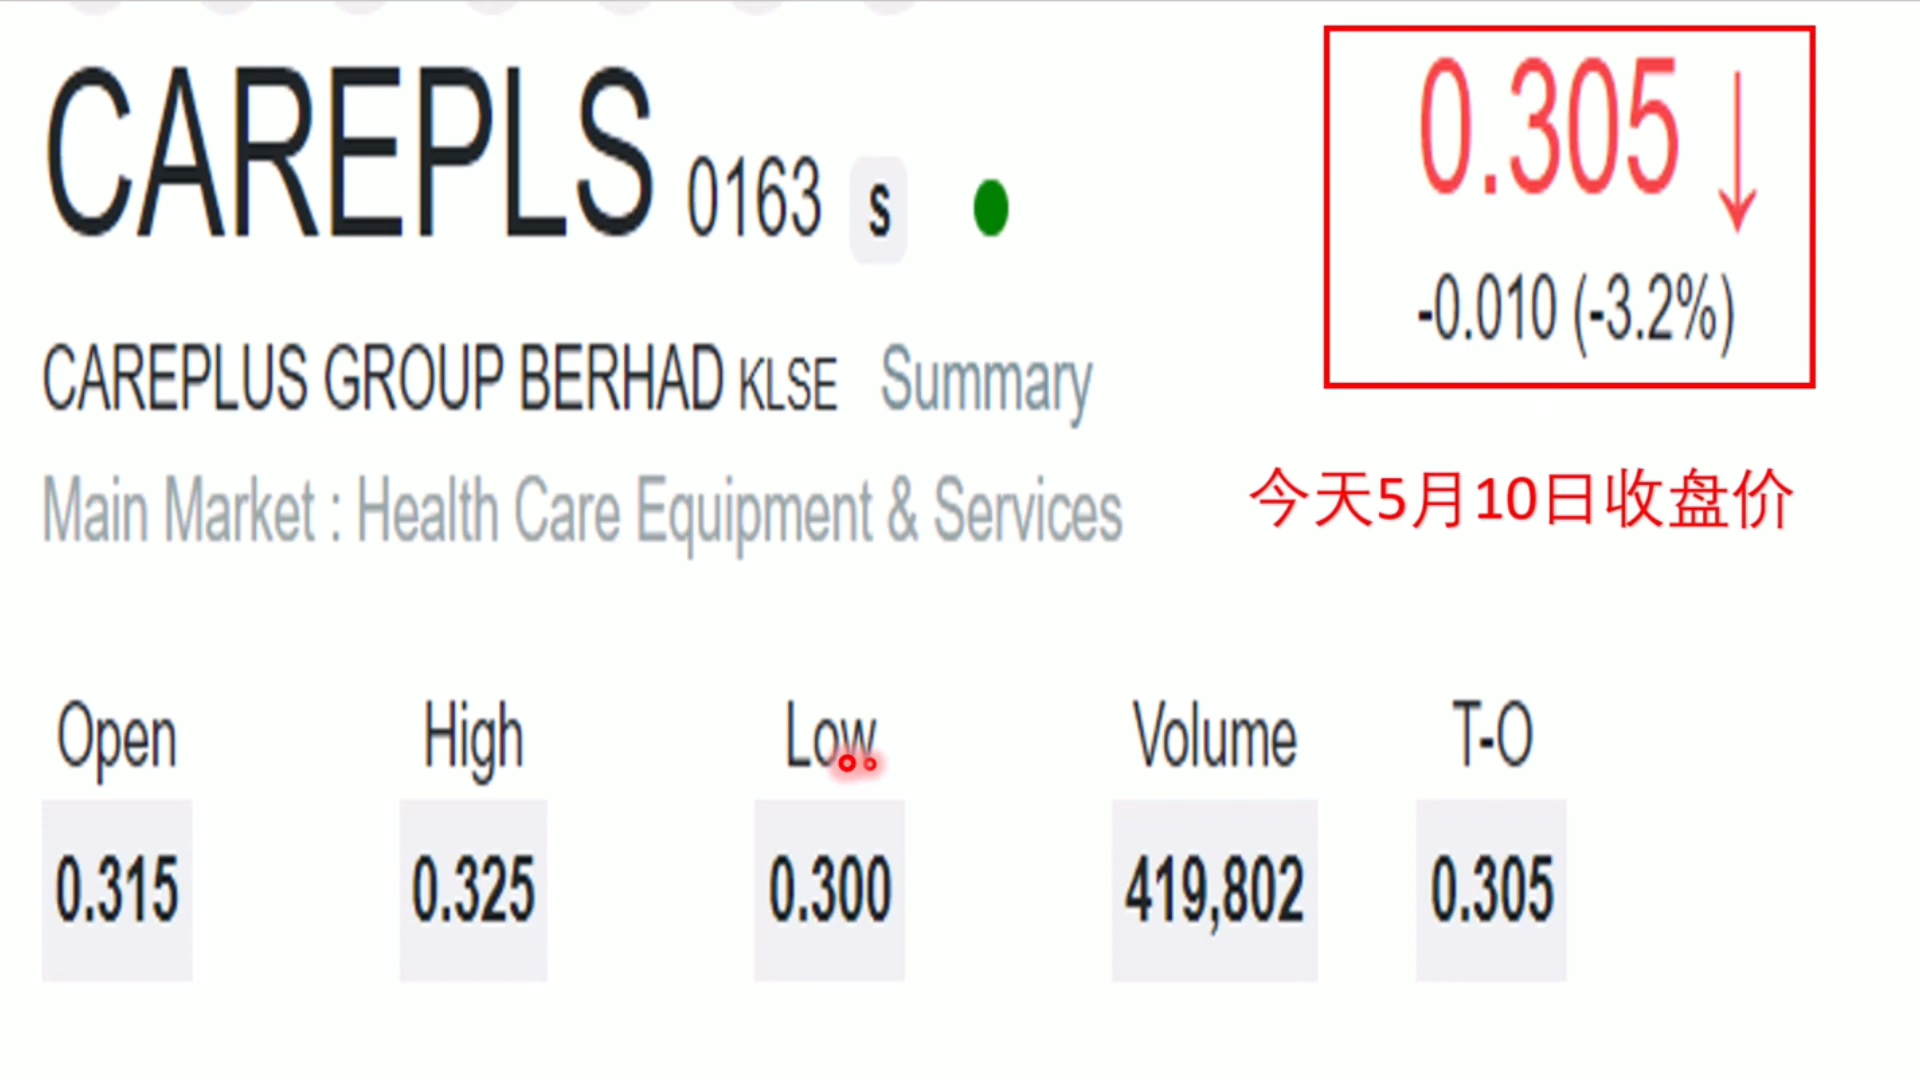 CAREPLS 0163 s
0.305 ↓
-0.010 (-3.2%)
CAREPLUS GROUP BERHAD KLSE Summary
Main Market : Health Care Equipment & Services
今天5月10日收盘价
Open High Low Volume T-O
0.315 0.325 0.300 419,802 0.305